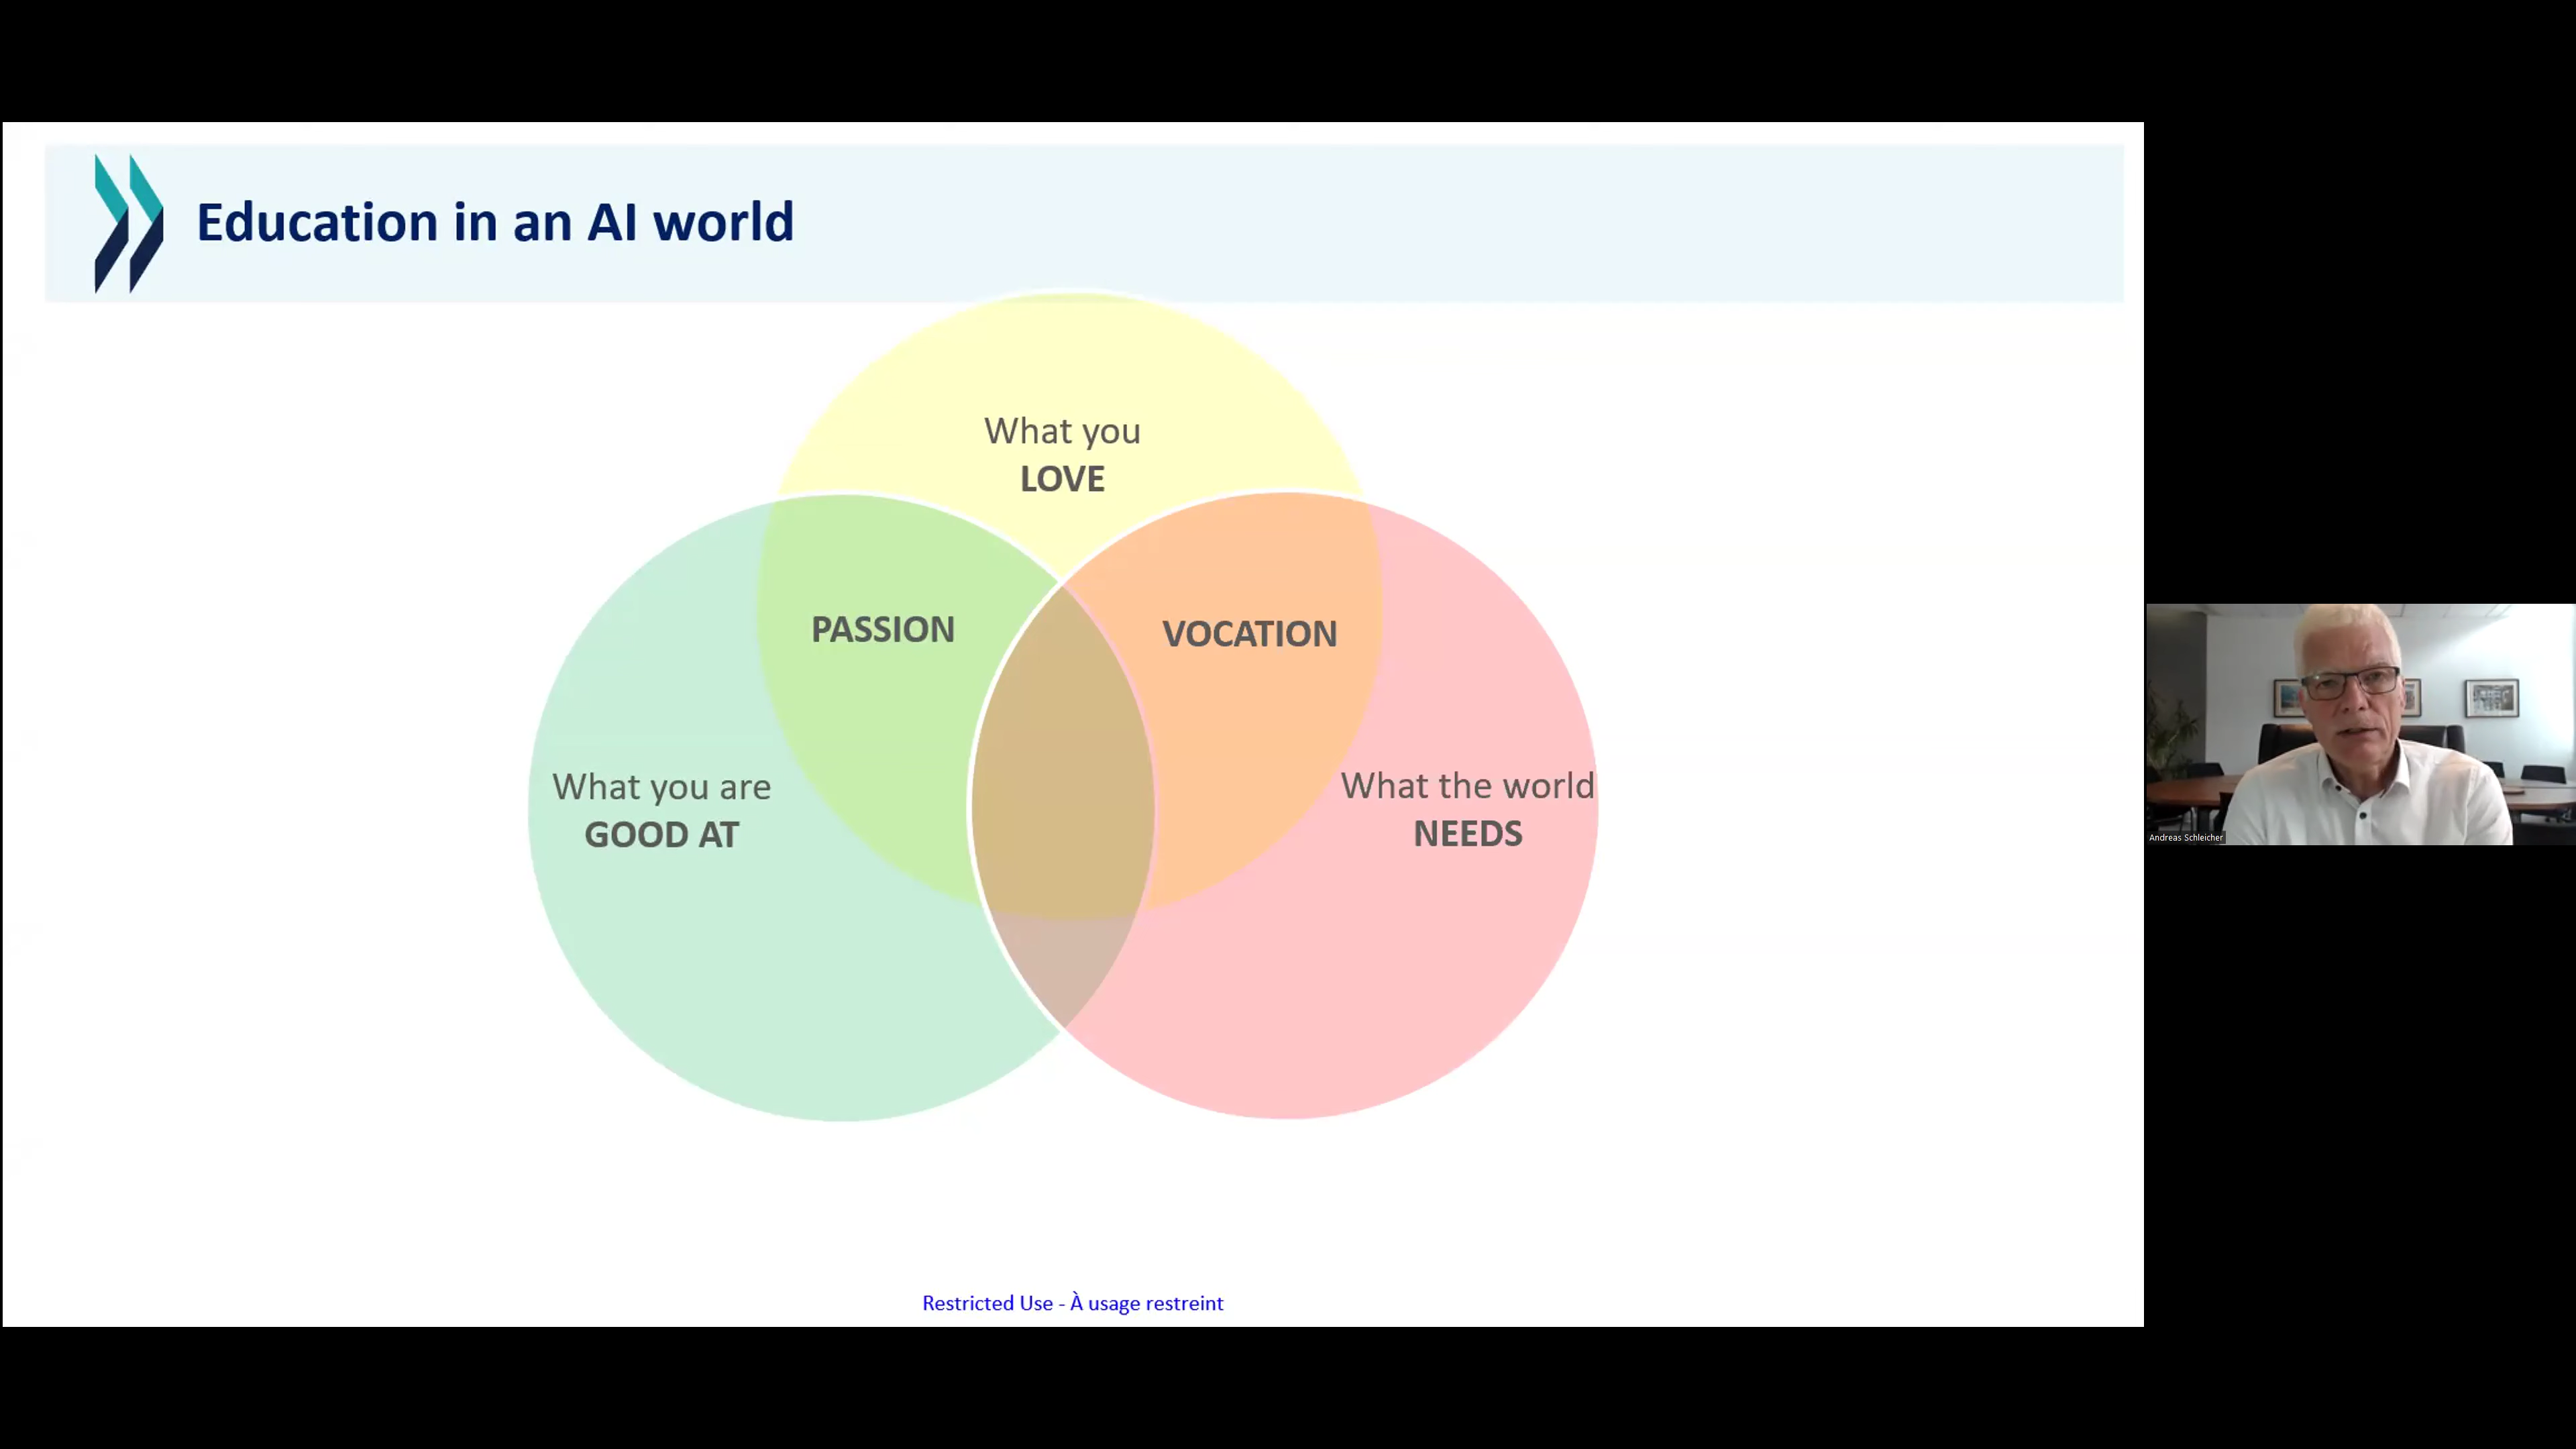 Education in an AI world
What you
LOVE
PASSION
VOCATION
What you are
GOOD AT
What the world
NEEDS
Andreas Schleicher
Restricted Use - À usage restreint